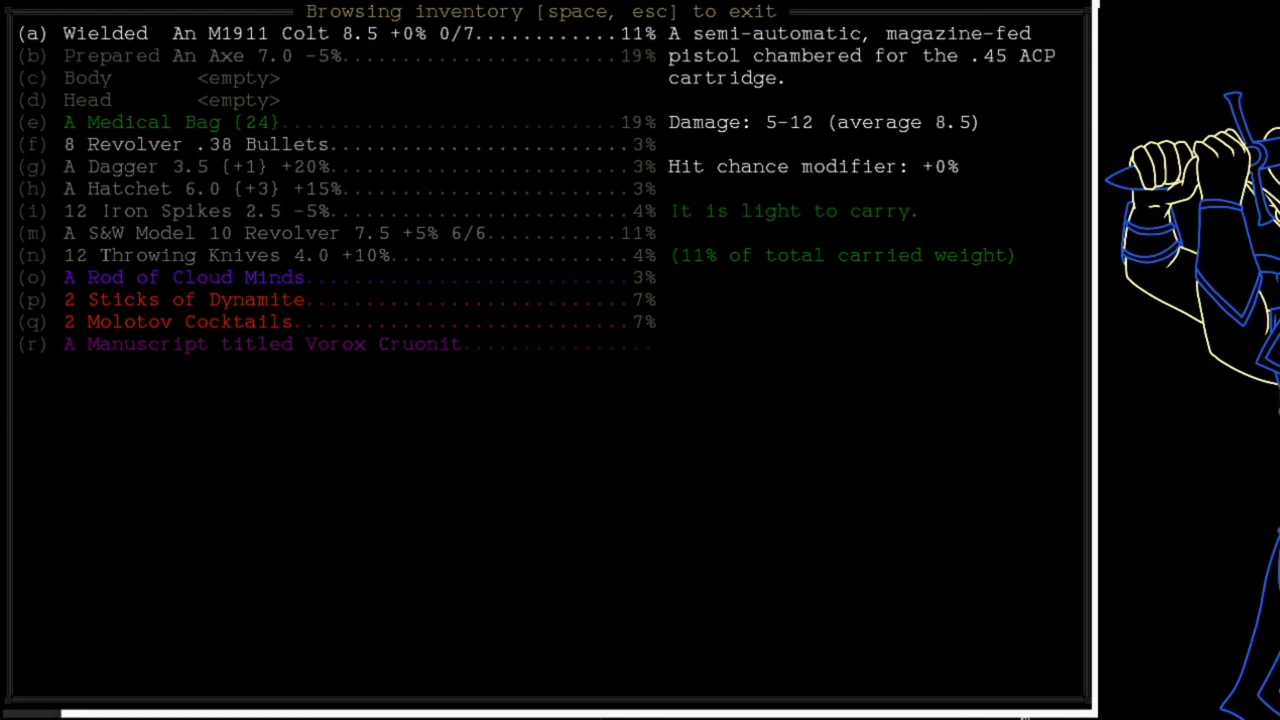 Browsing inventory [space, esc] to exit
(a) Wielded An M1911 Colt 8.5 +0% 0/7............11%
(b) Prepared An Axe 7.0 -5%.......................19%
(c) Body <empty>
(d) Head <empty>
(e) A Medical Bag {24}............................19%
(f) 8 Revolver .38 Bullets.........................3%
(g) A Dagger 3.5 {+1} +20%.........................3%
(h) A Hatchet 6.0 {+3} +15%.......................3%
(i) 12 Iron Spikes 2.5 -5%.........................4%
(m) A S&W Model 10 Revolver 7.5 +5% 6/6............11%
(n) 12 Throwing Knives 4.0 +10%....................4%
(o) A Rod of Cloud Minds...........................3%
(p) 2 Sticks of Dynamite...........................7%
(q) 2 Molotov Cocktails............................7%
(r) A Manuscript titled Vorox Cruonit................
A semi-automatic, magazine-fed
pistol chambered for the .45 ACP
cartridge.
Damage: 5-12 (average 8.5)
Hit chance modifier: +0%
It is light to carry.
(11% of total carried weight)